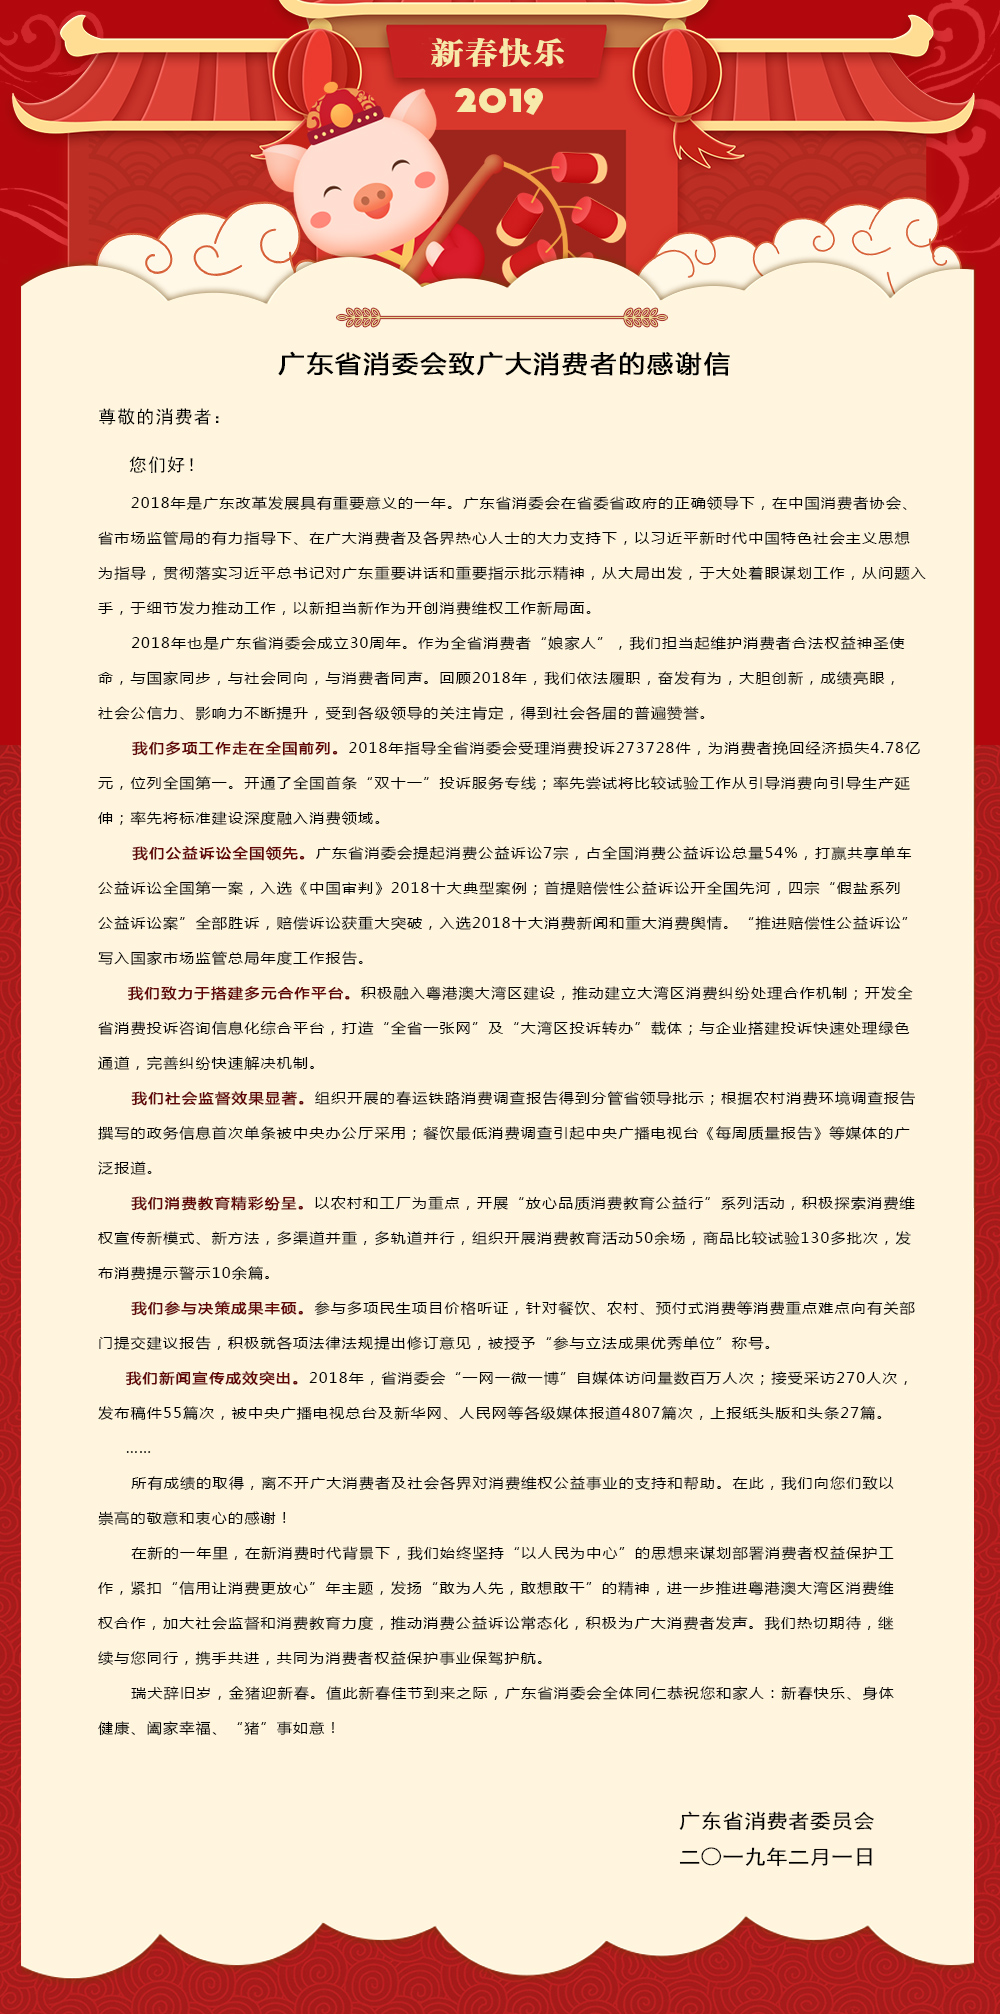 新春快乐
2019
广东省消委会致广大消费者的感谢信
尊敬的消费者：
您们好！
2018年是广东改革发展具有重要意义的一年。广东省消委会在省委省政府的正确领导下，在中国消费者协会、
省市场监管局的有力指导下、在广大消费者及各界热心人士的大力支持下，以习近平新时代中国特色社会主义思想
为指导，贯彻落实习近平总书记对广东重要讲话和重要指示批示精神，从大局出发，于大处着眼谋划工作，从问题入
手，于细节发力推动工作，以新担当新作为开创消费维权工作新局面。
2018年也是广东省消委会成立30周年。作为全省消费者“娘家人”，我们担当起维护消费者合法权益神圣使
命，与国家同步，与社会同向，与消费者同声。回顾2018年，我们依法履职，奋发有为，大胆创新，成绩亮眼，
社会公信力、影响力不断提升，受到各级领导的关注肯定，得到社会各届的普遍赞誉。
我们多项工作走在全国前列。2018年指导全省消委会受理消费投诉273728件，为消费者挽回经济损失4.78亿
元，位列全国第一。开通了全国首条“双十一”投诉服务专线；率先尝试将比较试验工作从引导消费向引导生产延
伸；率先将标准建设深度融入消费领域。
我们公益诉讼全国领先。广东省消委会提起消费公益诉讼7宗，占全国消费公益诉讼总量54%，打赢共享单车
公益诉讼全国第一案，入选《中国审判》2018十大典型案例；首提赔偿性公益诉讼开全国先河，四宗“假盐系列
公益诉讼案”全部胜诉，赔偿诉讼获重大突破，入选2018十大消费新闻和重大消费舆情。“推进赔偿性公益诉讼”
写入国家市场监管总局年度工作报告。
我们致力于搭建多元合作平台。积极融入粤港澳大湾区建设，推动建立大湾区消费纠纷处理合作机制；开发全
省消费投诉咨询信息化综合平台，打造“全省一张网”及“大湾区投诉转办”载体；与企业搭建投诉快速处理绿色
通道，完善纠纷快速解决机制。
我们社会监督效果显著。组织开展的春运铁路消费调查报告得到分管省领导批示；根据农村消费环境调查报告
撰写的政务信息首次单条被中央办公厅采用；餐饮最低消费调查引起中央广播电视台《每周质量报告》等媒体的广
泛报道。
我们消费教育精彩纷呈。以农村和工厂为重点，开展“放心品质消费教育公益行”系列活动，积极探索消费维
权宣传新模式、新方法，多渠道并重，多轨道并行，组织开展消费教育活动50余场，商品比较试验130多批次，发
布消费提示警示10余篇。
我们参与决策成果丰硕。参与多项民生项目价格听证，针对餐饮、农村、预付式消费等消费重点难点向有关部
门提交建议报告，积极就各项法律法规提出修订意见，被授予“参与立法成果优秀单位”称号。
我们新闻宣传成效突出。2018年，省消委会“一网一微一博”自媒体访问量数百万人次；接受采访270人次，
发布稿件55篇次，被中央广播电视总台及新华网、人民网等各级媒体报道4807篇次，上报纸头版和头条27篇。
……
所有成绩的取得，离不开广大消费者及社会各界对消费维权公益事业的支持和帮助。在此，我们向您们致以
崇高的敬意和衷心的感谢！
在新的一年里，在新消费时代背景下，我们始终坚持“以人民为中心”的思想来谋划部署消费者权益保护工
作，紧扣“信用让消费更放心”年主题，发扬“敢为人先，敢想敢干”的精神，进一步推进粤港澳大湾区消费维
权合作，加大社会监督和消费教育力度，推动消费公益诉讼常态化，积极为广大消费者发声。我们热切期待，继
续与您同行，携手共进，共同为消费者权益保护事业保驾护航。
瑞犬辞旧岁，金猪迎新春。值此新春佳节到来之际，广东省消委会全体同仁恭祝您和家人：新春快乐、身体
健康、阖家幸福、“猪”事如意！
广东省消费者委员会
二〇一九年二月一日